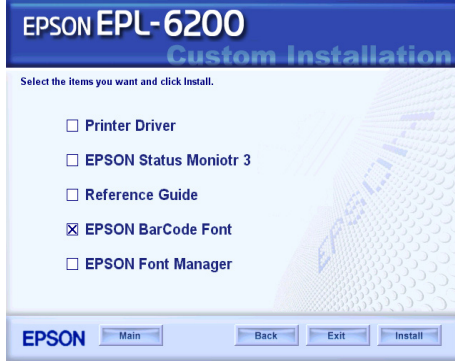 EPSON EPL-6200
Custom Installation
Select the items you want and click Install.
Printer Driver
EPSON Status Moniotr 3
Reference Guide
EPSON BarCode Font
EPSON Font Manager
EPSON
EPSON Main Back Exit Install